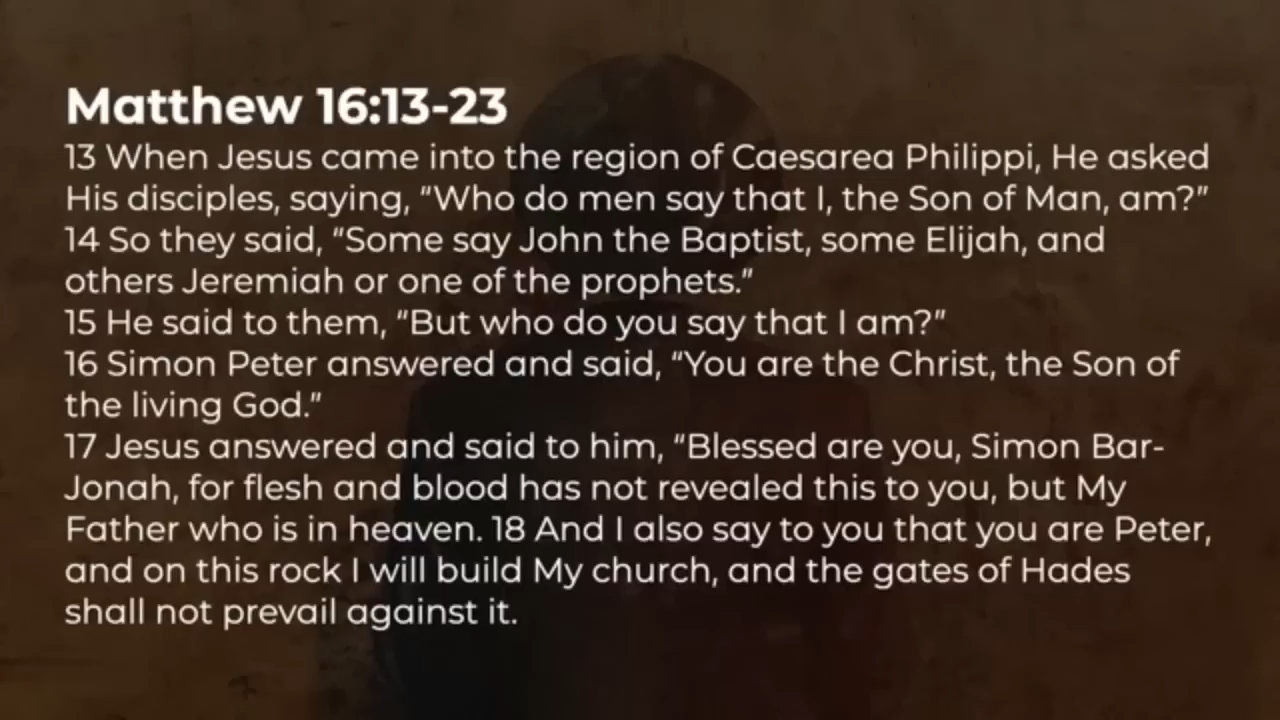 Matthew 16:13-23
13 When Jesus came into the region of Caesarea Philippi, He asked
His disciples, saying, “Who do men say that I, the Son of Man, am?”
14 So they said, “Some say John the Baptist, some Elijah, and
others Jeremiah or one of the prophets.”
15 He said to them, “But who do you say that I am?”
16 Simon Peter answered and said, “You are the Christ, the Son of
the living God.”
17 Jesus answered and said to him, “Blessed are you, Simon Bar-
Jonah, for flesh and blood has not revealed this to you, but My
Father who is in heaven. 18 And I also say to you that you are Peter,
and on this rock I will build My church, and the gates of Hades
shall not prevail against it.